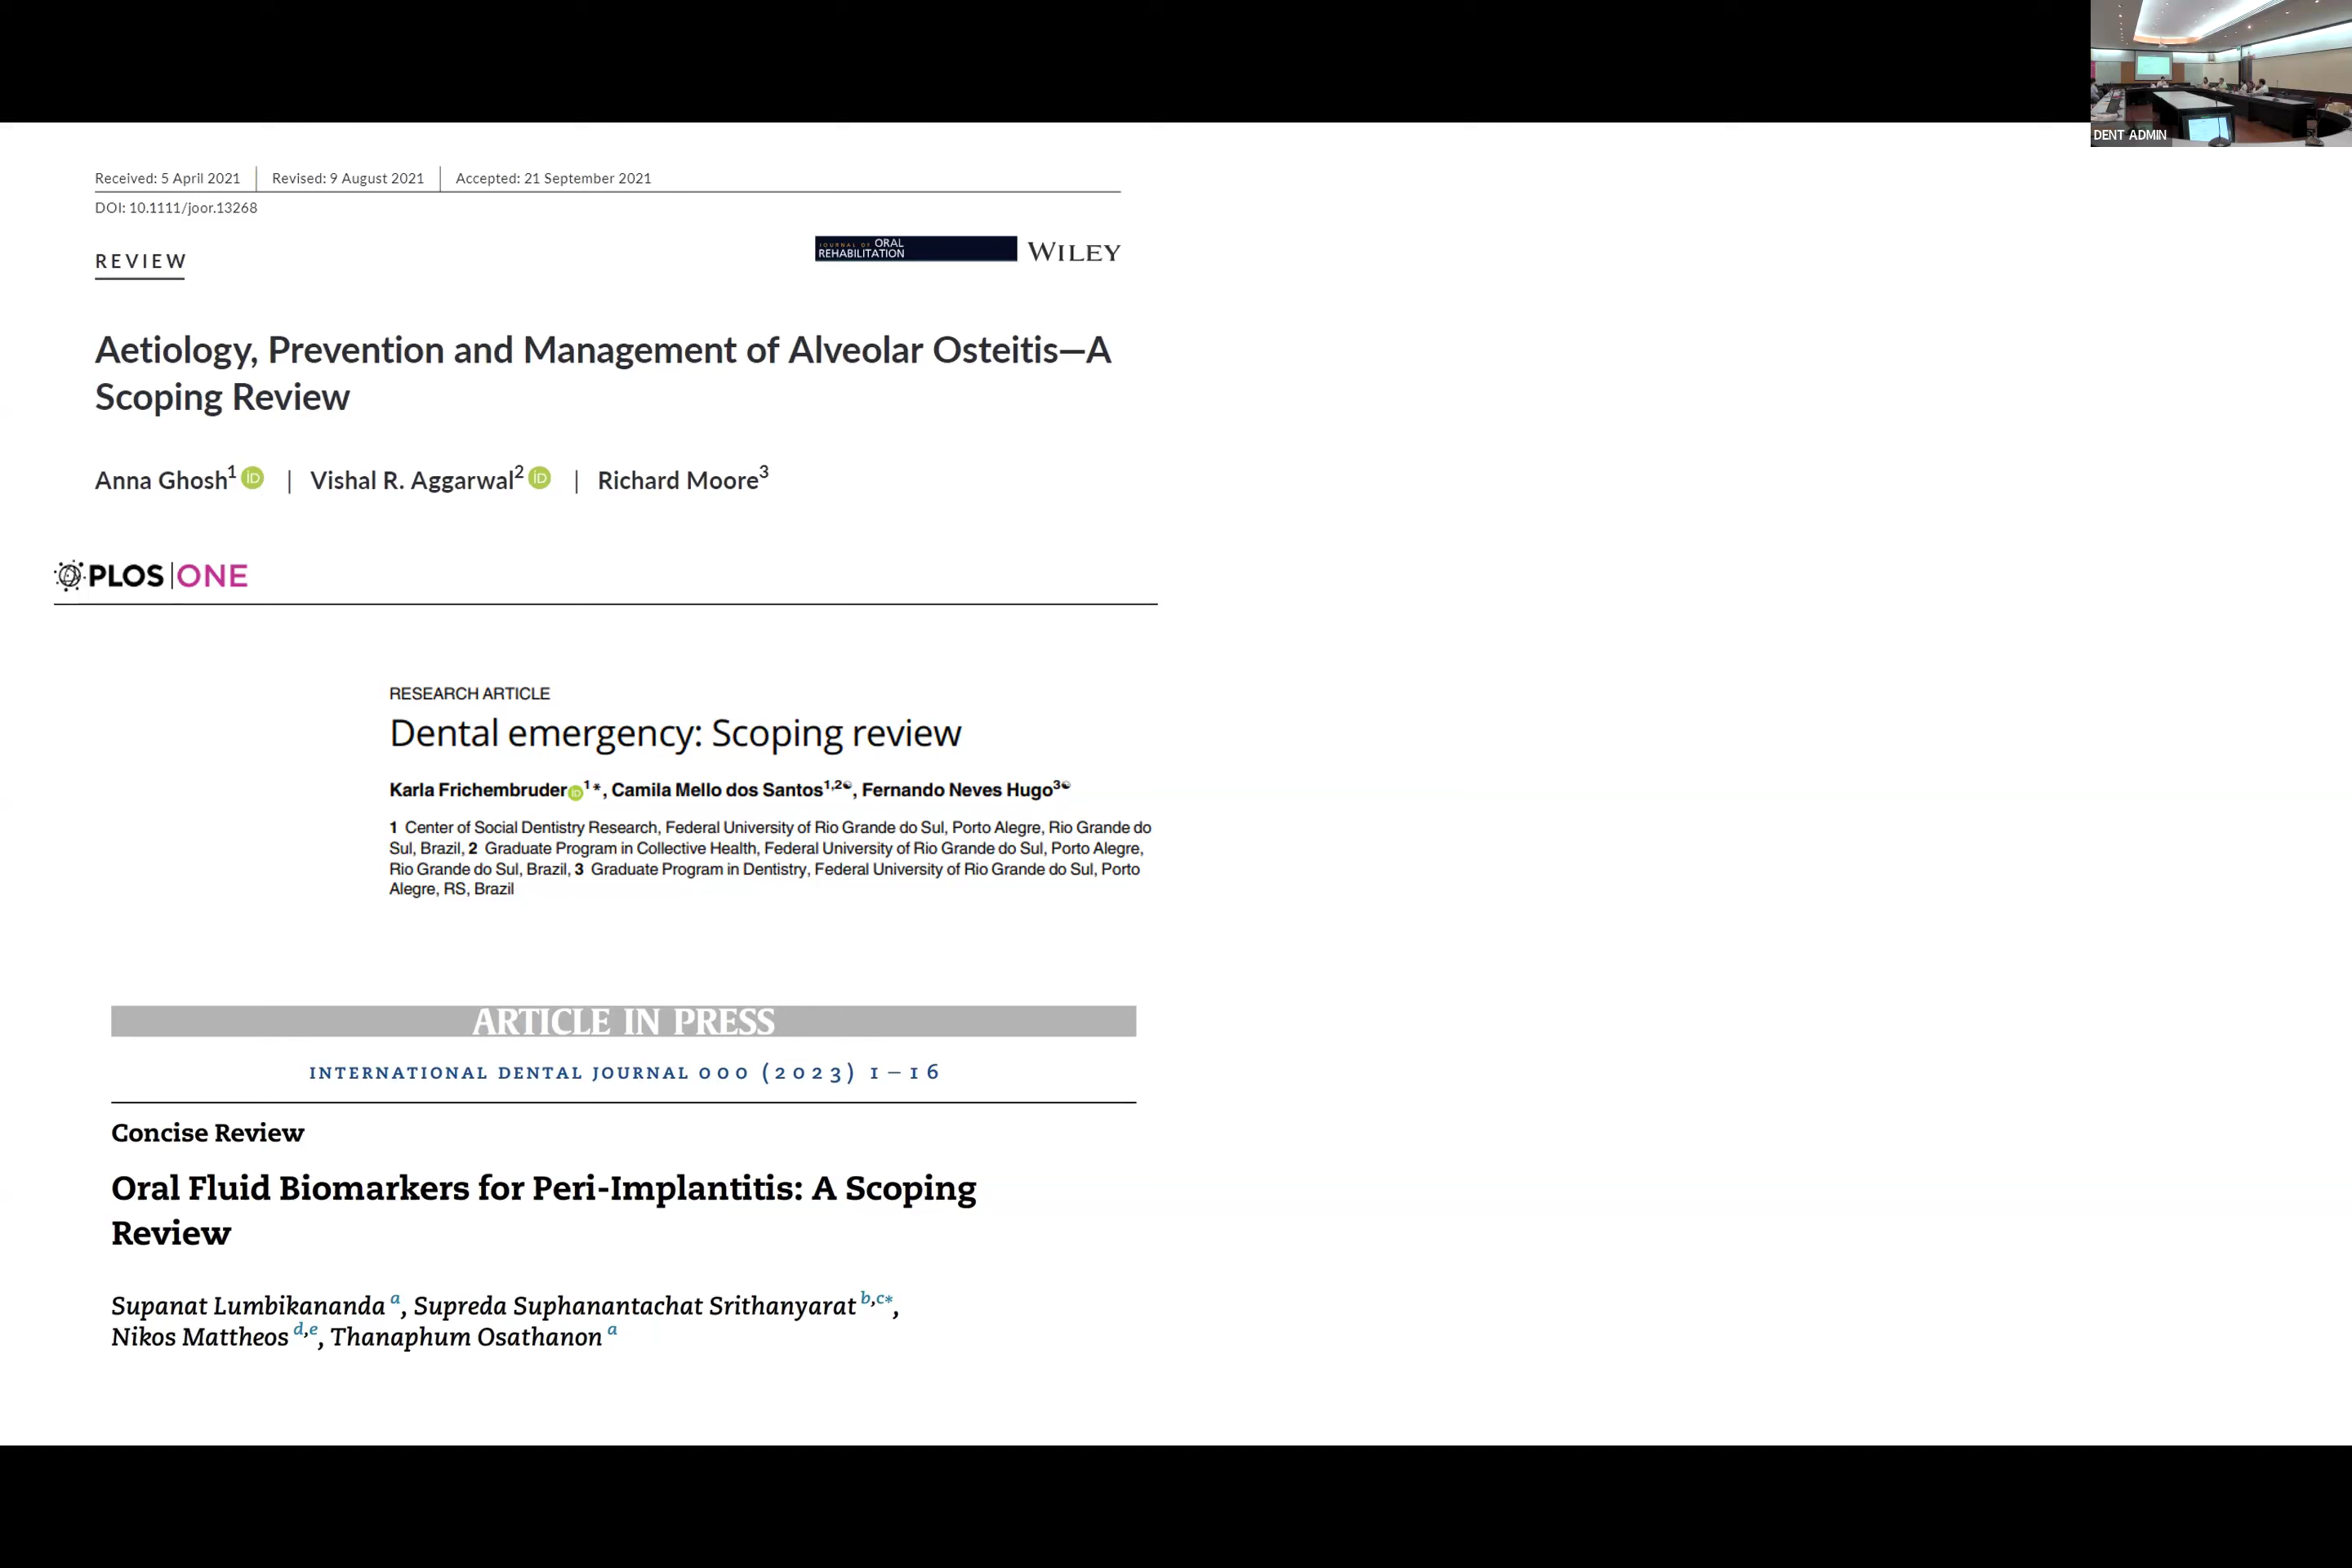 DENT ADMIN
Received: 5 April 2021 | Revised: 9 August 2021 | Accepted: 21 September 2021
DOI: 10.1111/joor.13268
JOURNAL OF ORAL
REHABILITATION
WILEY
REVIEW
Aetiology, Prevention and Management of Alveolar Osteitis—A
Scoping Review
Anna Ghosh1 iD | Vishal R. Aggarwal2 iD | Richard Moore3
PLOS | ONE
RESEARCH ARTICLE
Dental emergency: Scoping review
Karla Frichembruder iD 1*, Camila Mello dos Santos1,2☯, Fernando Neves Hugo3☯
1 Center of Social Dentistry Research, Federal University of Rio Grande do Sul, Porto Alegre, Rio Grande do
Sul, Brazil, 2 Graduate Program in Collective Health, Federal University of Rio Grande do Sul, Porto Alegre,
Rio Grande do Sul, Brazil, 3 Graduate Program in Dentistry, Federal University of Rio Grande do Sul, Porto
Alegre, RS, Brazil
ARTICLE IN PRESS
INTERNATIONAL DENTAL JOURNAL 000 (2023) 1–16
Concise Review
Oral Fluid Biomarkers for Peri-Implantitis: A Scoping
Review
Supanat Lumbikananda a, Supreda Suphanantachat Srithanyarat b,c*,
Nikos Mattheos d,e, Thanaphum Osathanon a